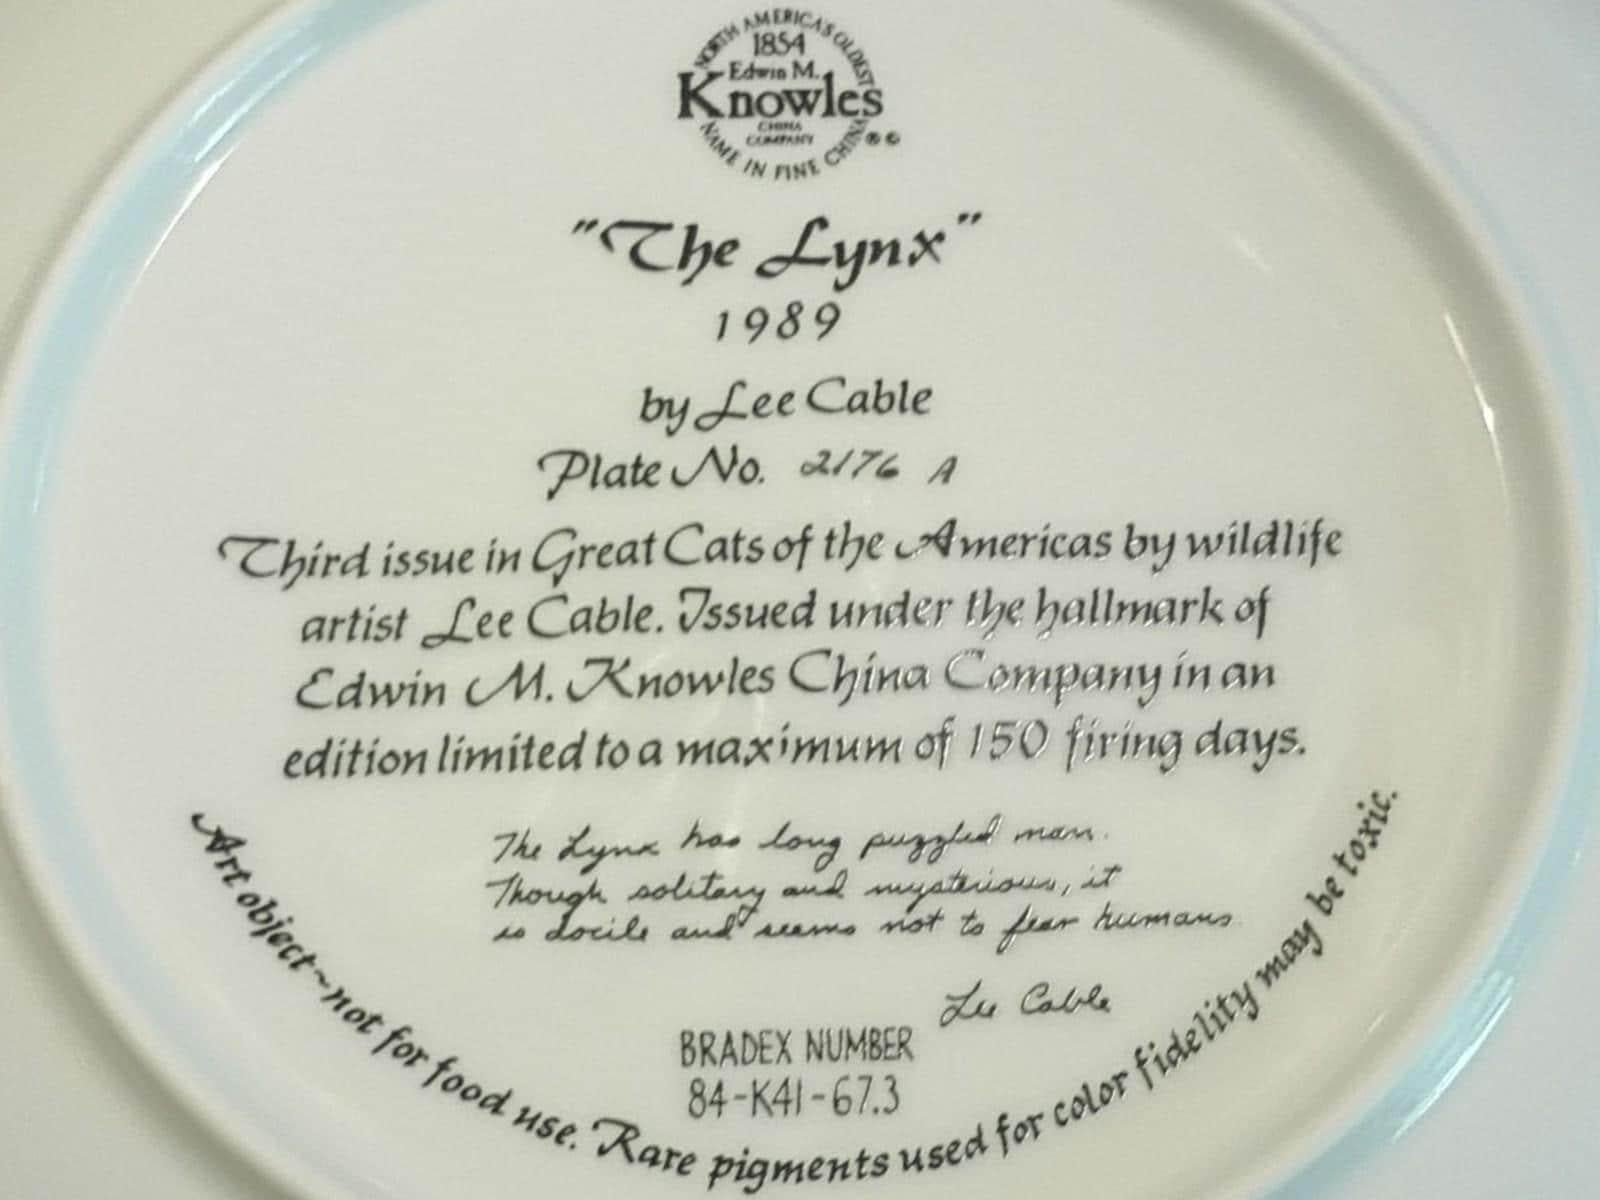 NORTH AMERICA'S OLDEST
1854
Edwin M.
Knowles
CHINA
COMPANY
NAME IN FINE CHINA
® ©
"The Lynx"
1989
by Lee Cable
Plate No. 2176 A
Third issue in Great Cats of the Americas by wildlife
artist Lee Cable. Issued under the hallmark of
Edwin M. Knowles China Company in an
edition limited to a maximum of 150 firing days.
The Lynx has long puzzled man.
Though solitary and mysterious, it
is docile and seems not to fear humans.
Lee Cable
BRADEX NUMBER
84-K41-67.3
Art object~not for food use. Rare pigments used for color fidelity may be toxic.